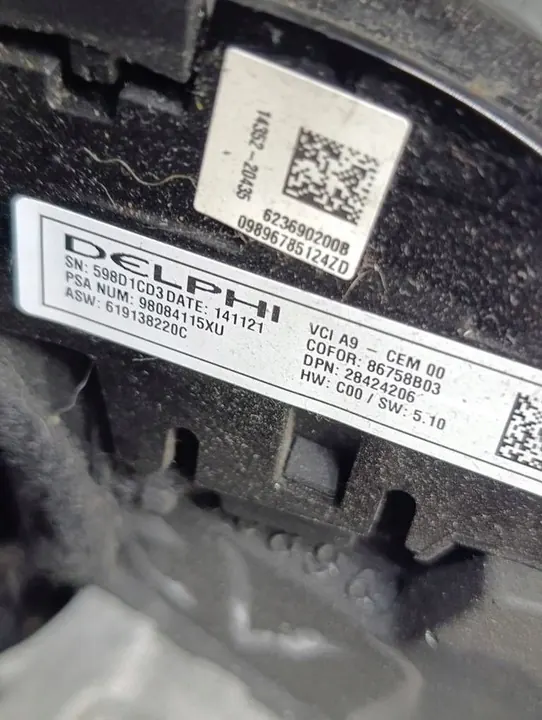 14352-20435
623690200B
09896785124ZD
DELPHI
SN: 598D1CD3 DATE: 141121
PSA NUM: 98084115XU
ASW: 619138220C
VCI A9 - CEM 00
COFOR: 86758B03
DPN: 28424206
HW: C00 / SW: 5.10